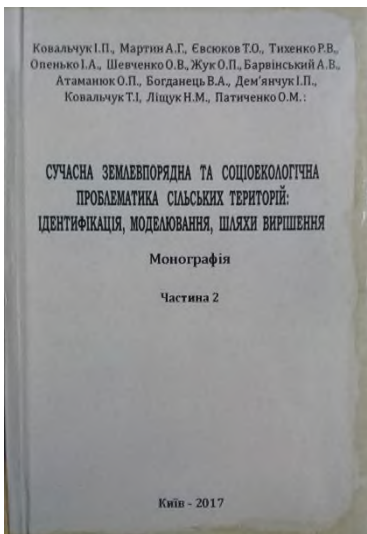 Ковальчук І.П., Мартин А.Г., Євсюков Т.О., Тихенко Р.В.,
Опенько І.А., Шевченко О.В., Жук О.П., Барвінський А.В.,
Атаманюк О.П., Богданець В.А., Дем'янчук І.П.,
Ковальчук Т.І, Ліщук Н.М., Патиченко О.М.:
СУЧАСНА ЗЕМЛЕВПОРЯДНА ТА СОЦІОЕКОЛОГІЧНА
ПРОБЛЕМАТИКА СІЛЬСЬКИХ ТЕРИТОРІЙ:
ІДЕНТИФІКАЦІЯ, МОДЕЛЮВАННЯ, ШЛЯХИ ВИРІШЕННЯ
Монографія
Частина 2
Київ - 2017